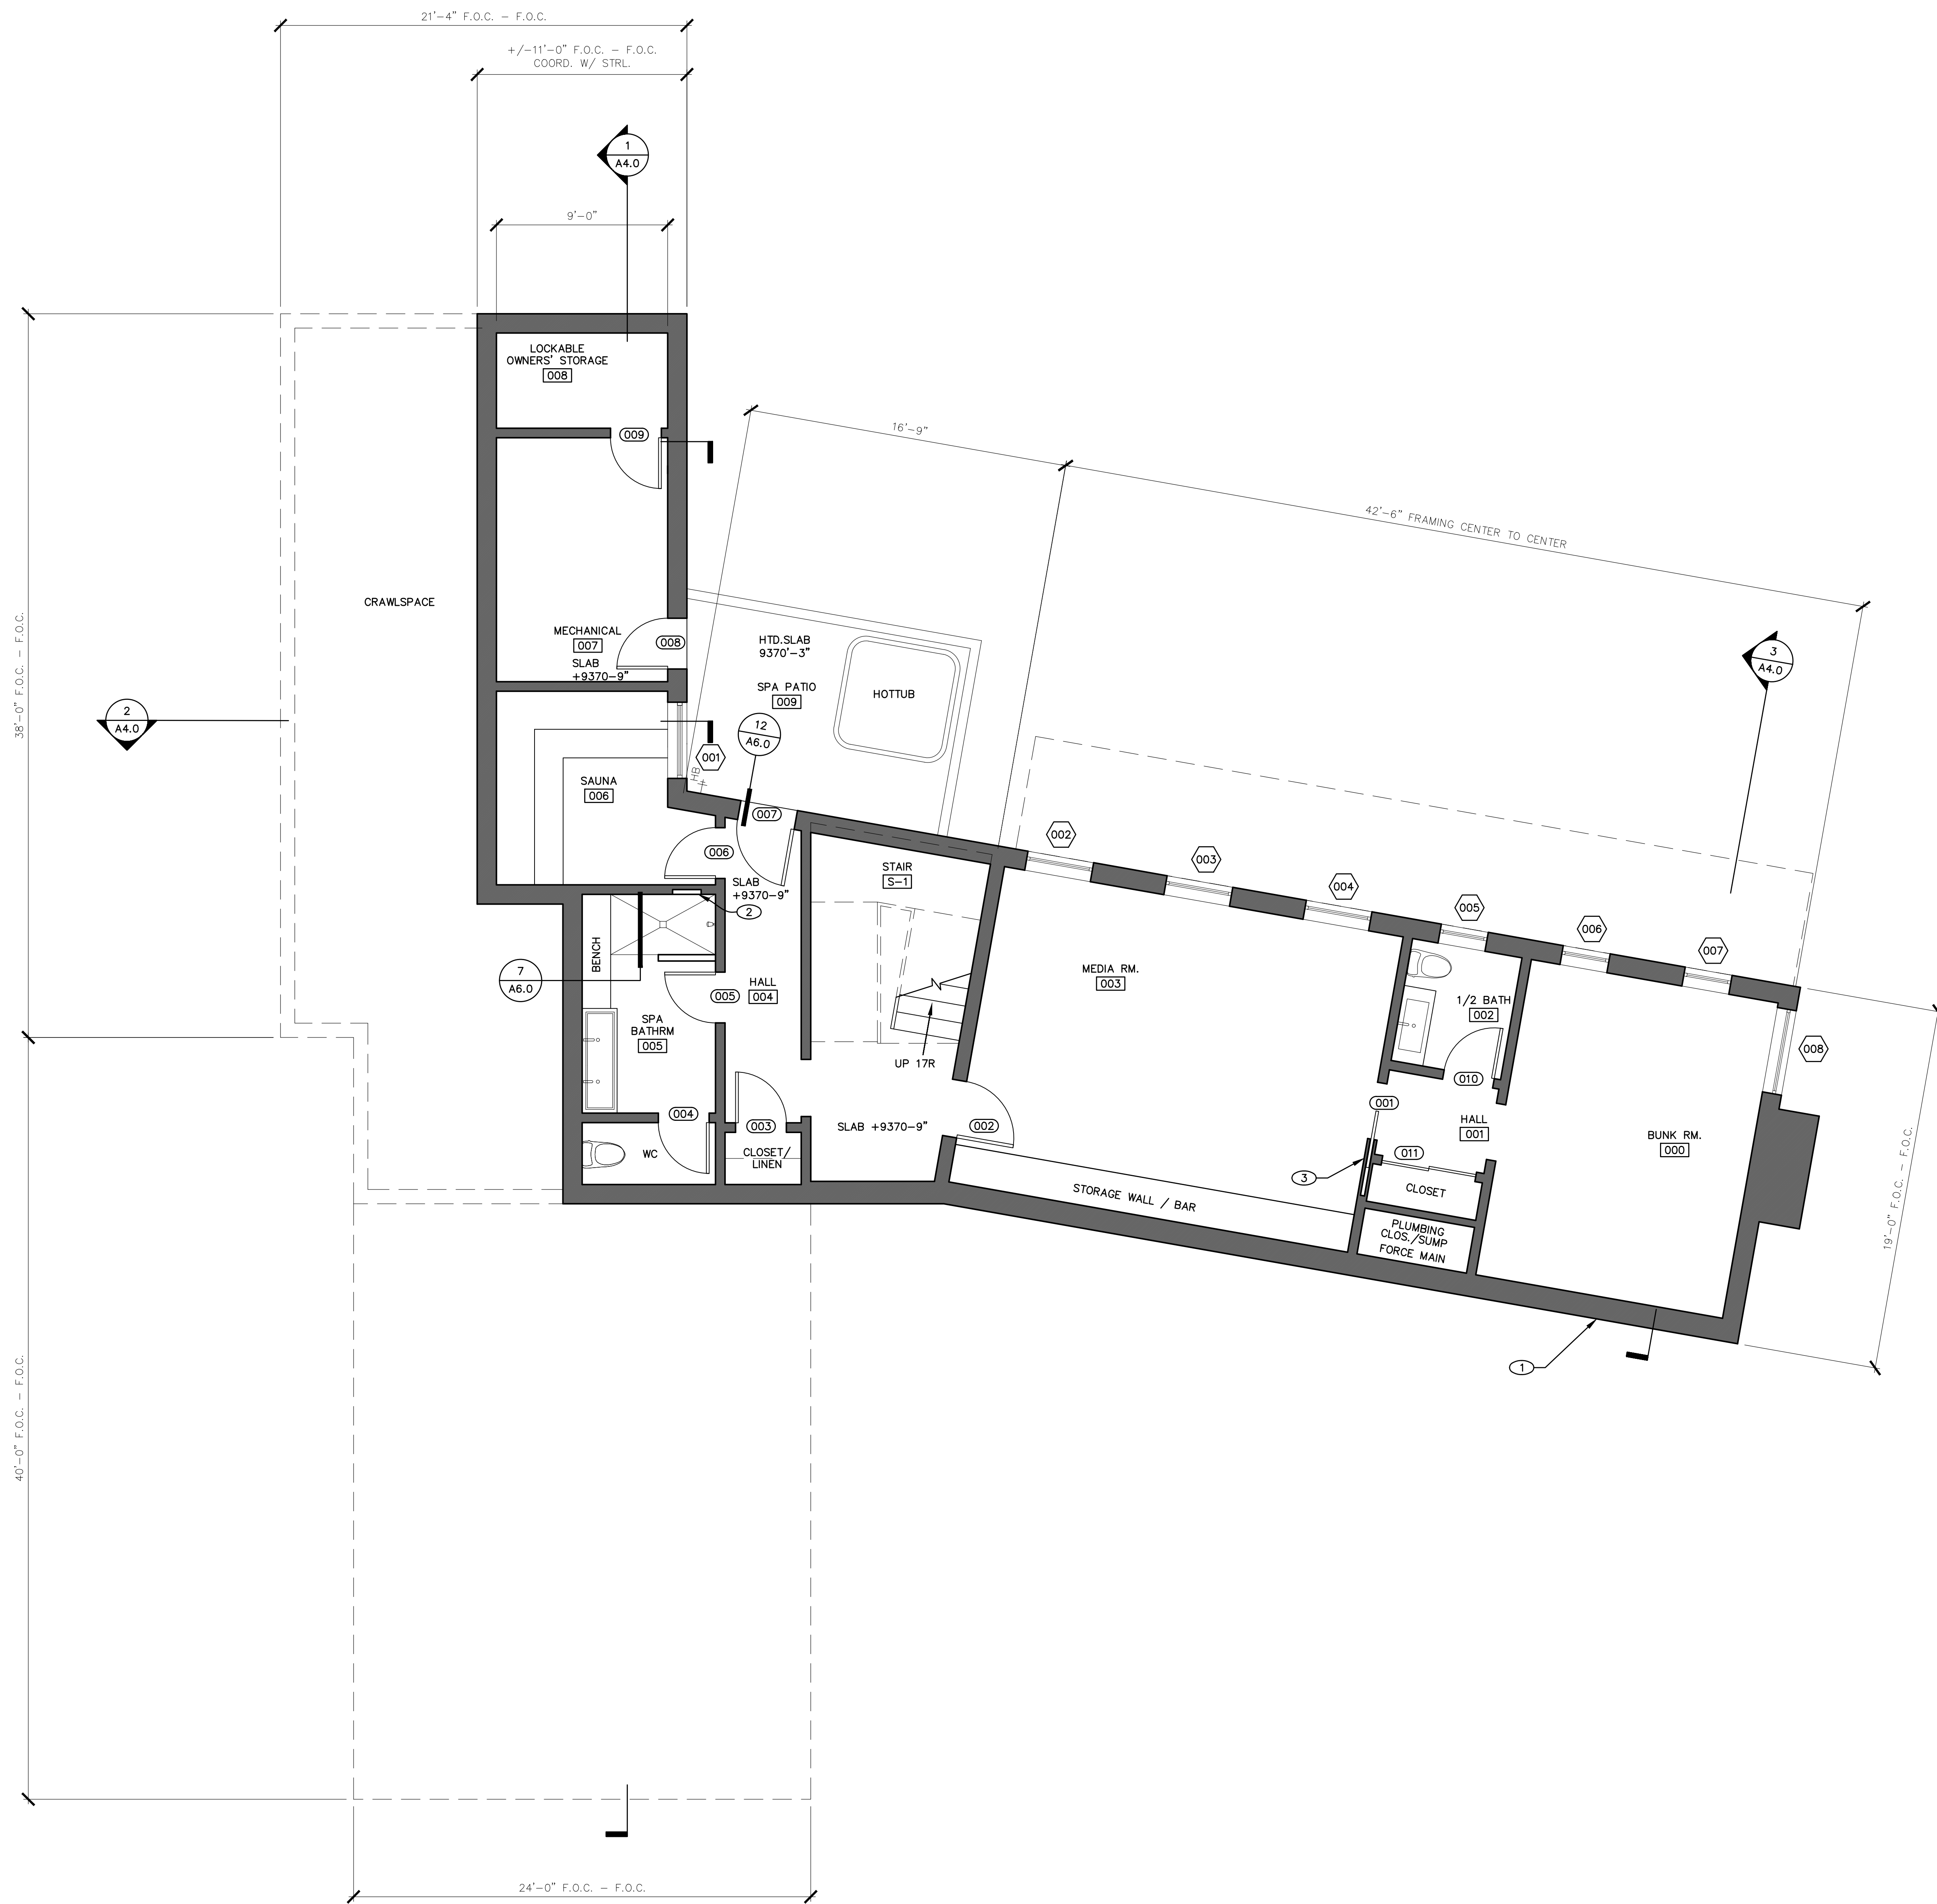 21'-4" F.O.C. - F.O.C.
+/-11'-0" F.O.C. - F.O.C.
COORD. W/ STRL.
1
A4.0
9'-0"
LOCKABLE
OWNERS' STORAGE
008
009
16'-9"
42'-6" FRAMING CENTER TO CENTER
CRAWLSPACE
38'-0" F.O.C. - F.O.C.
MECHANICAL
007
SLAB
+9370-9"
008
HTD.SLAB
9370'-3"
SPA PATIO
009
HOTTUB
3
A4.0
2
A4.0
12
A6.0
001
HB
SAUNA
006
007
006
SLAB
+9370-9"
2
STAIR
S-1
002
003
004
005
006
007
008
BENCH
7
A6.0
HALL
004
005
SPA
BATHRM
005
MEDIA RM.
003
1/2 BATH
002
UP 17R
010
001
004
003
SLAB +9370-9"
002
HALL
001
BUNK RM.
000
WC
CLOSET/
LINEN
011
3
CLOSET
STORAGE WALL / BAR
PLUMBING
CLOS./SUMP
FORCE MAIN
19'-0" F.O.C. - F.O.C.
1
40'-0" F.O.C. - F.O.C.
24'-0" F.O.C. - F.O.C.